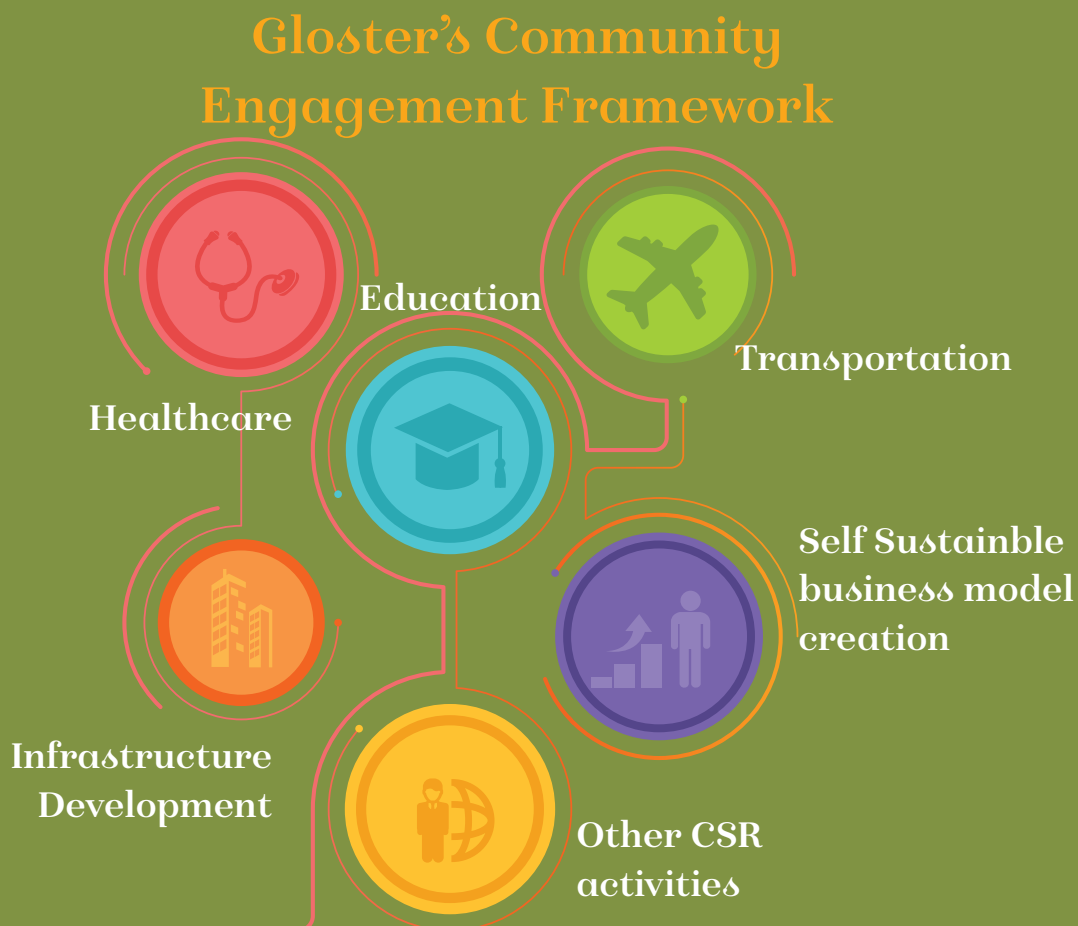 Gloster's Community
Engagement Framework
Education
Transportation
Healthcare
Self Sustainble
business model
creation
Infrastructure
Development
Other CSR
activities